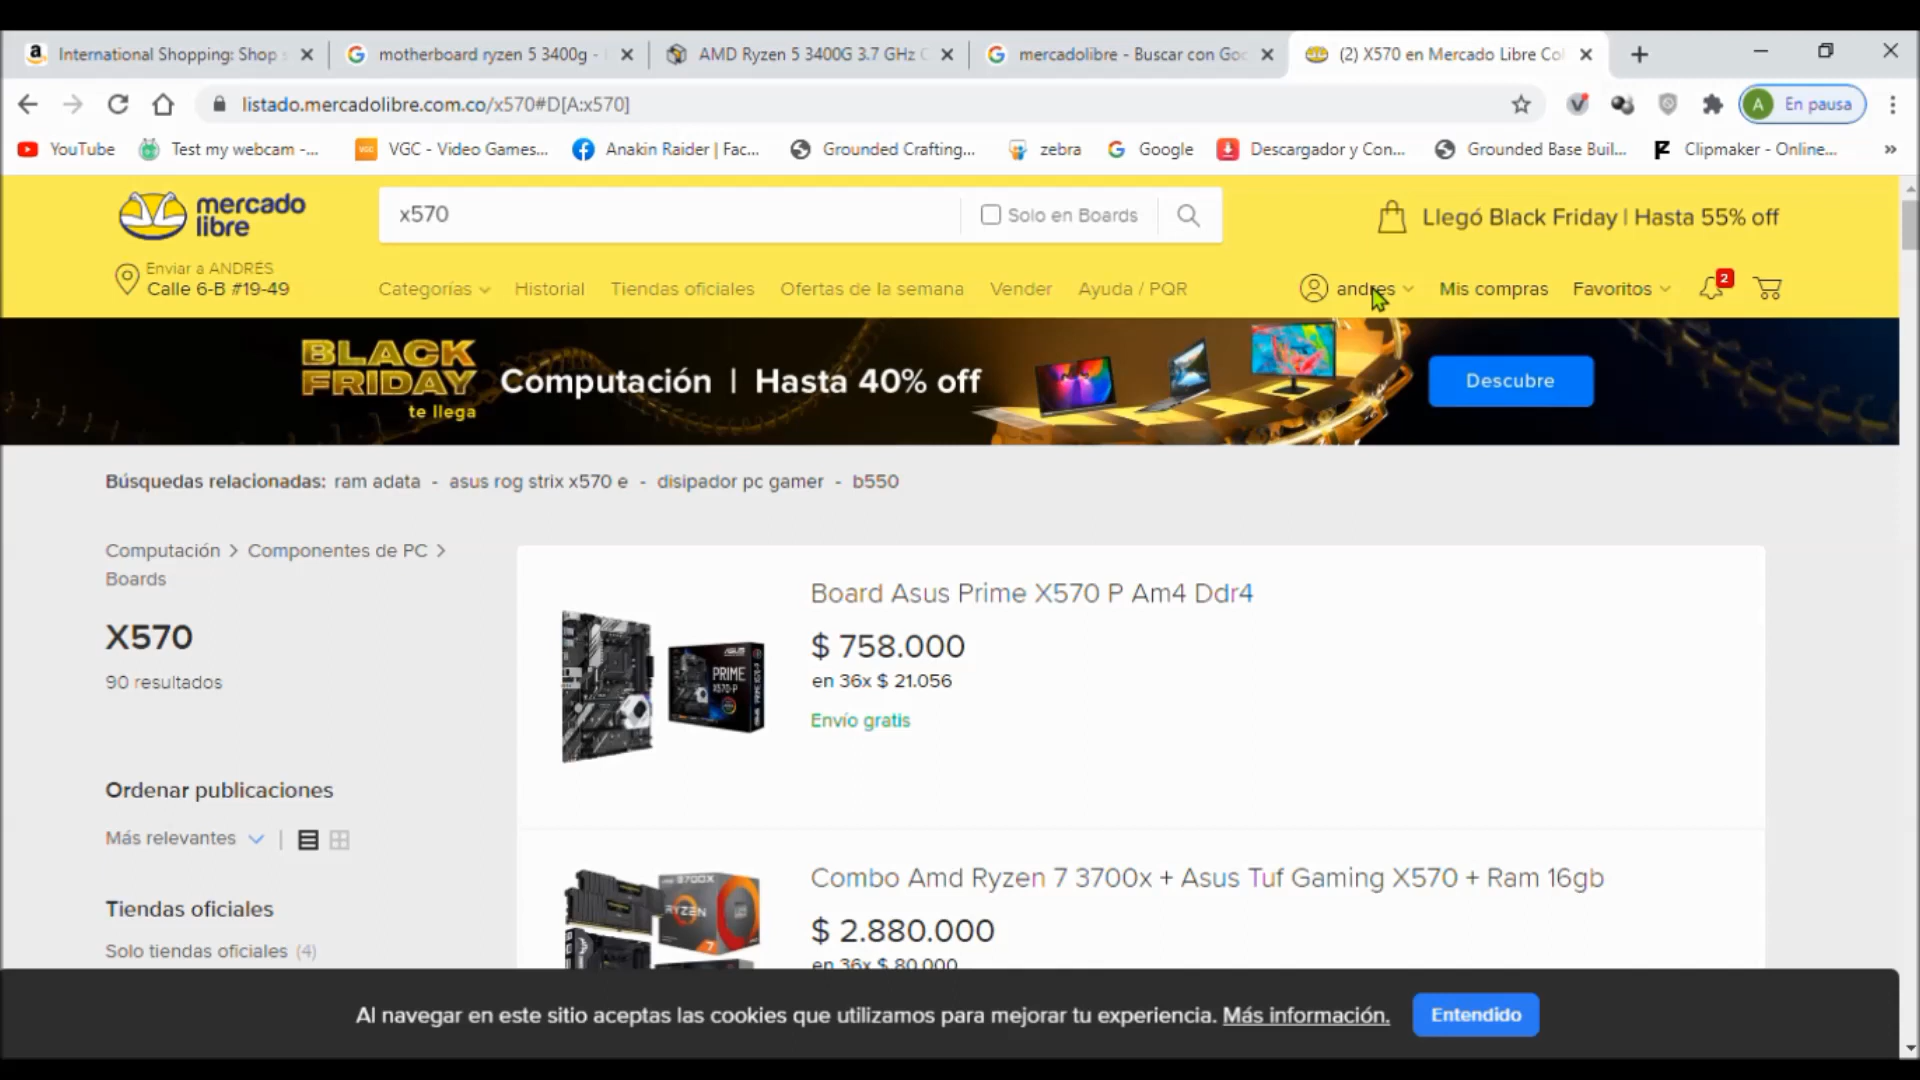 International Shopping: Shop
motherboard ryzen 5 3400g -
AMD Ryzen 5 3400G 3.7 GHz
mercadolibre - Buscar con Goo
(2) X570 en Mercado Libre Col
listado.mercadolibre.com.co/x570#D[A:x570]
A En pausa
YouTube
Test my webcam -...
VGC - Video Games...
Anakin Raider | Fac...
Grounded Crafting...
zebra
Google
Descargador y Con...
Grounded Base Buil...
Clipmaker - Online...
»
mercado
libre
x570
Solo en Boards
Llegó Black Friday | Hasta 55% off
Enviar a ANDRÉS
Calle 6-B #19-49
Categorías
Historial
Tiendas oficiales
Ofertas de la semana
Vender
Ayuda / PQR
andres
Mis compras
Favoritos
2
BLACK
FRIDAY
te llega
Computación | Hasta 40% off
Descubre
Búsquedas relacionadas: ram adata - asus rog strix x570 e - disipador pc gamer - b550
Computación > Componentes de PC >
Boards
X570
90 resultados
Ordenar publicaciones
Más relevantes
Tiendas oficiales
Solo tiendas oficiales (4)
Board Asus Prime X570 P Am4 Ddr4
$ 758.000
en 36x $ 21.056
Envío gratis
ASUS
PRIME
X570-P
Combo Amd Ryzen 7 3700x + Asus Tuf Gaming X570 + Ram 16gb
$ 2.880.000
en 36x $ 80.000
RYZEN
7
Al navegar en este sitio aceptas las cookies que utilizamos para mejorar tu experiencia. Más información.
Entendido